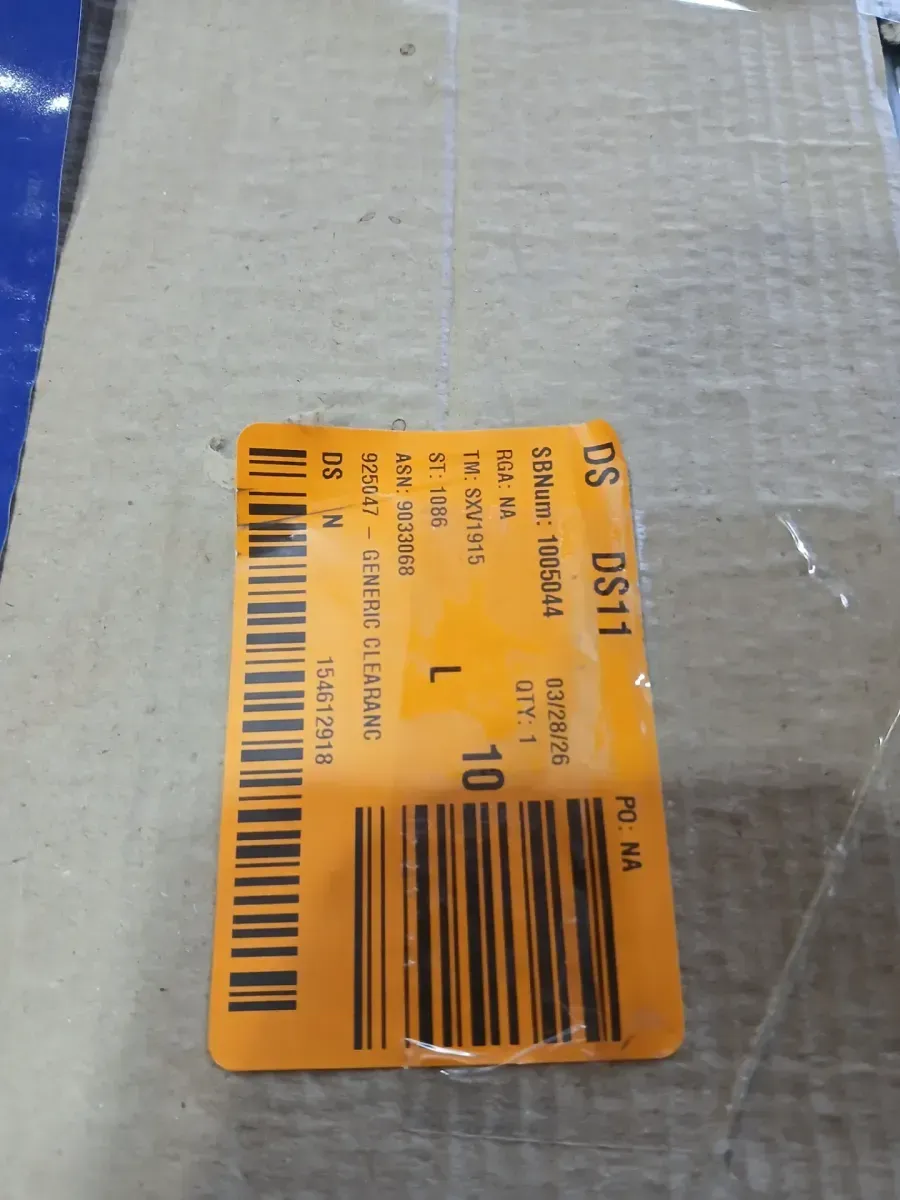 DS DS11 PO: NA
SBNum: 1005044 03/28/26
RGA: NA QTY: 1
TM: SXV1915 10
ST: 1086 L
ASN: 9033068
925047 - GENERIC CLEARANC
DS N 154612918